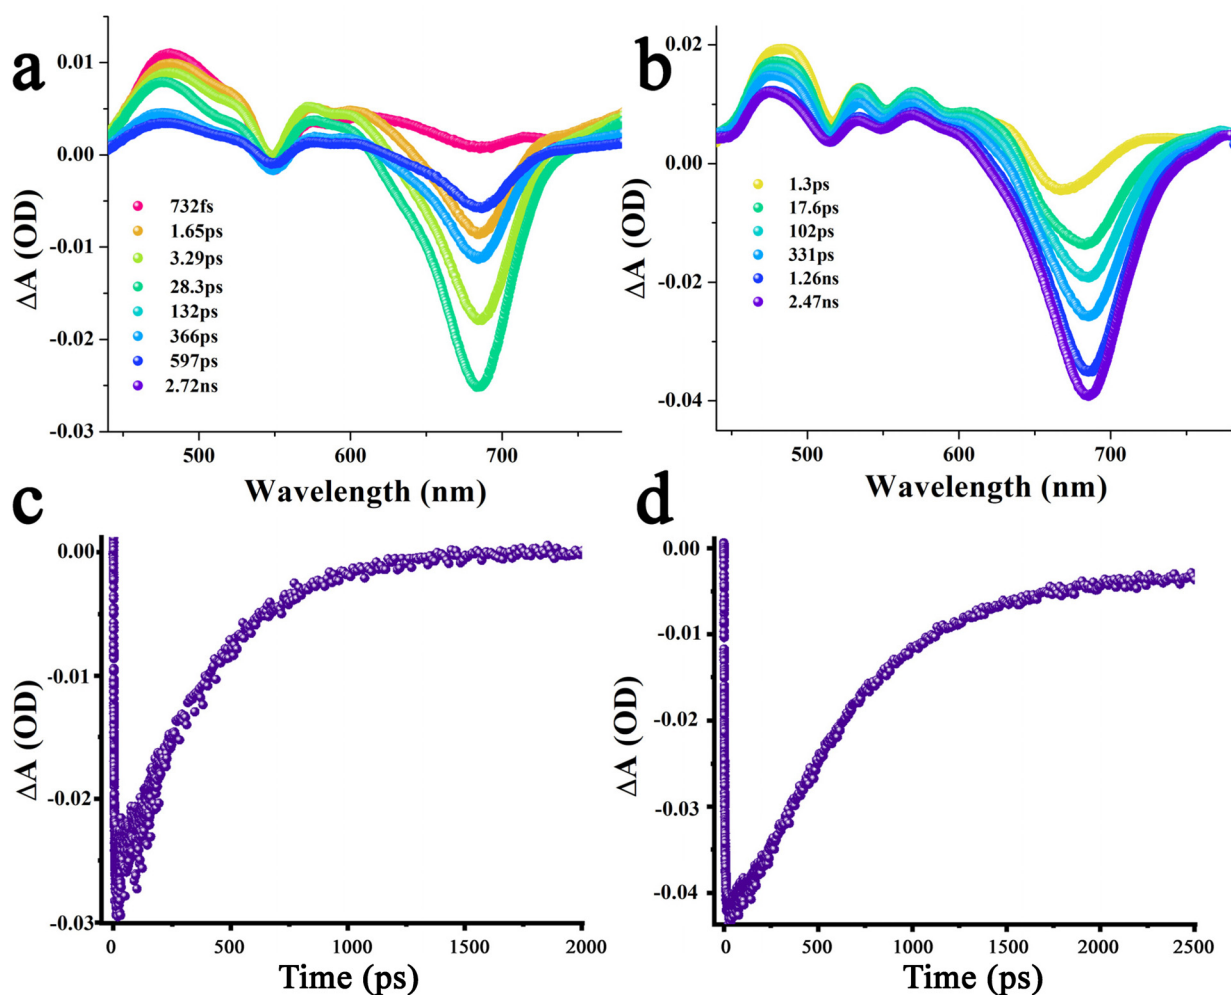 a
0.01
0.00
-0.01
-0.02
-0.03
ΔA (OD)
732fs
1.65ps
3.29ps
28.3ps
132ps
366ps
597ps
2.72ns
500
600
700
Wavelength (nm)
b
0.02
0.00
-0.02
-0.04
ΔA (OD)
1.3ps
17.6ps
102ps
331ps
1.26ns
2.47ns
500
600
700
Wavelength (nm)
c
0.00
-0.01
-0.02
-0.03
ΔA (OD)
0
500
1000
1500
2000
Time (ps)
d
0.00
-0.01
-0.02
-0.03
-0.04
ΔA (OD)
0
500
1000
1500
2000
2500
Time (ps)